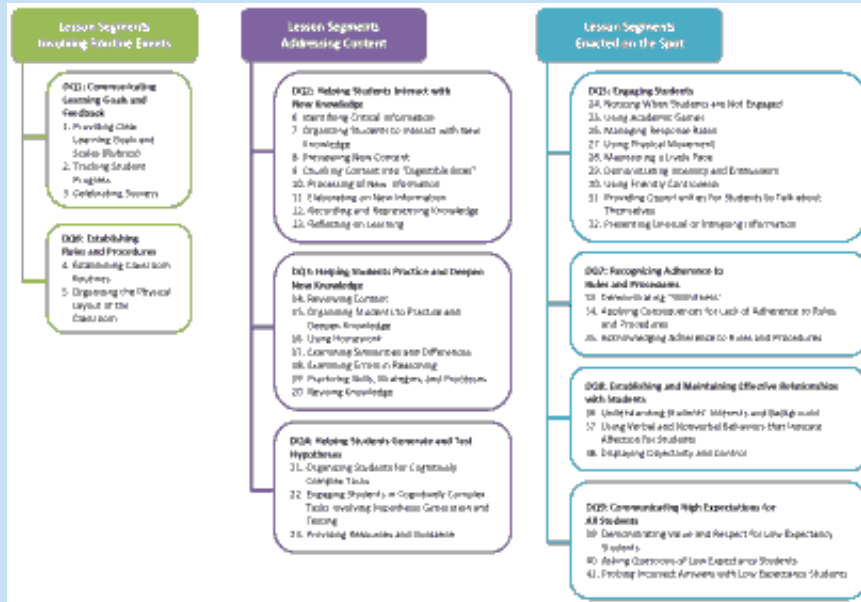 Lesson Segments
Involving Routine Events
DQ1: Communicating
Learning Goals and
Feedback
1. Providing Clear
Learning Goals and
Scales (Rubrics)
2. Tracking Student
Progress
3. Celebrating Success
DQ6: Establishing
Rules and Procedures
4. Establishing Classroom
Routines
5. Organizing the Physical
Layout of the
Classroom
Lesson Segments
Addressing Content
DQ2: Helping Students Interact with
New Knowledge
6. Identifying Critical Information
7. Organizing Students to Interact with New
Knowledge
8. Previewing New Content
9. Chunking Content into "Digestible Bites"
10. Processing of New Information
11. Elaborating on New Information
12. Recording and Representing Knowledge
13. Reflecting on Learning
DQ3: Helping Students Practice and Deepen
New Knowledge
14. Reviewing Content
15. Organizing Students to Practice and
Deepen Knowledge
16. Using Homework
17. Examining Similarities and Differences
18. Examining Errors in Reasoning
19. Practicing Skills, Strategies, and Processes
20. Revising Knowledge
DQ4: Helping Students Generate and Test
Hypotheses
21. Organizing Students for Cognitively
Complex Tasks
22. Engaging Students in Cognitively Complex
Tasks Involving Hypothesis Generation and
Testing
23. Providing Resources and Guidance
Lesson Segments
Enacted on the Spot
DQ5: Engaging Students
24. Noticing When Students are Not Engaged
25. Using Academic Games
26. Managing Response Rates
27. Using Physical Movement
28. Maintaining a Lively Pace
29. Demonstrating Intensity and Enthusiasm
30. Using Friendly Controversy
31. Providing Opportunities for Students to Talk about
Themselves
32. Presenting Unusual or Intriguing Information
DQ7: Recognizing Adherence to
Rules and Procedures
33. Demonstrating "Withitness"
34. Applying Consequences for Lack of Adherence to Rules
and Procedures
35. Acknowledging Adherence to Rules and Procedures
DQ8: Establishing and Maintaining Effective Relationships
with Students
36. Understanding Students' Interests and Background
37. Using Verbal and Nonverbal Behaviors that Indicate
Affection for Students
38. Displaying Objectivity and Control
DQ9: Communicating High Expectations for
All Students
39. Demonstrating Value and Respect for Low Expectancy
Students
40. Asking Questions of Low Expectancy Students
41. Probing Incorrect Answers with Low Expectancy Students